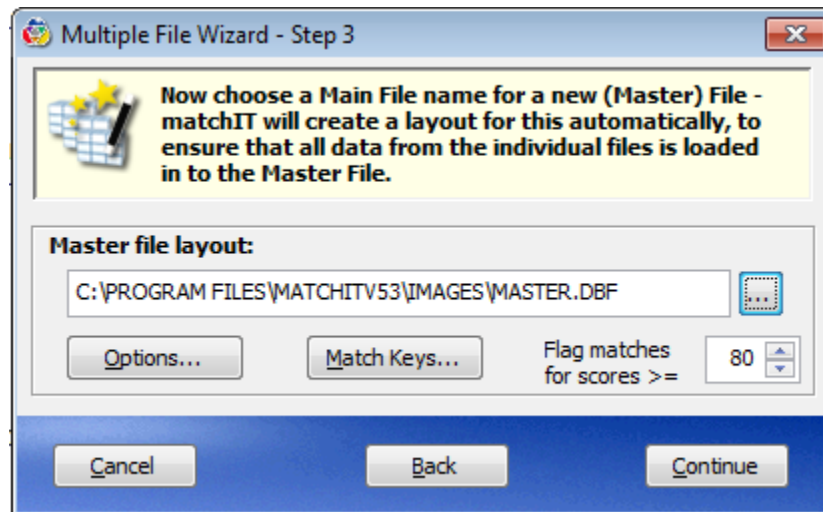 Multiple File Wizard - Step 3
Now choose a Main File name for a new (Master) File -
matchIT will create a layout for this automatically, to
ensure that all data from the individual files is loaded
in to the Master File.
Master file layout:
C:\PROGRAM FILES\MATCHITV53\IMAGES\MASTER.DBF
...
Options...
Match Keys...
Flag matches
for scores >=
80
Cancel
Back
Continue